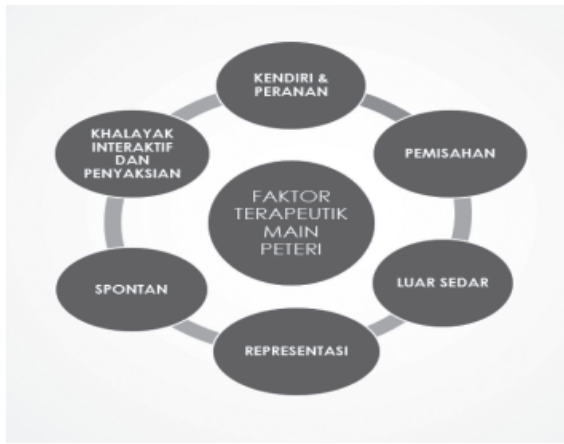 KENDIRI &
PERANAN
PEMISAHAN
LUAR SEDAR
REPRESENTASI
SPONTAN
KHALAYAK
INTERAKTIF
DAN
PENYAKSIAN
FAKTOR
TERAPEUTIK
MAIN
PETERI